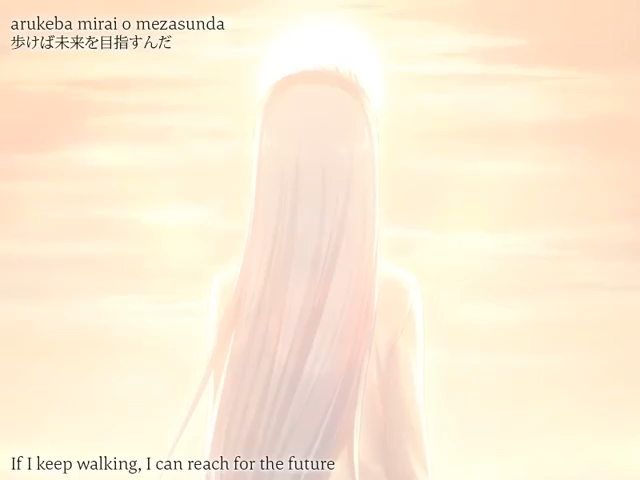 arukeba mirai o mezasunda
歩けば未来を目指すんだ
If I keep walking, I can reach for the future